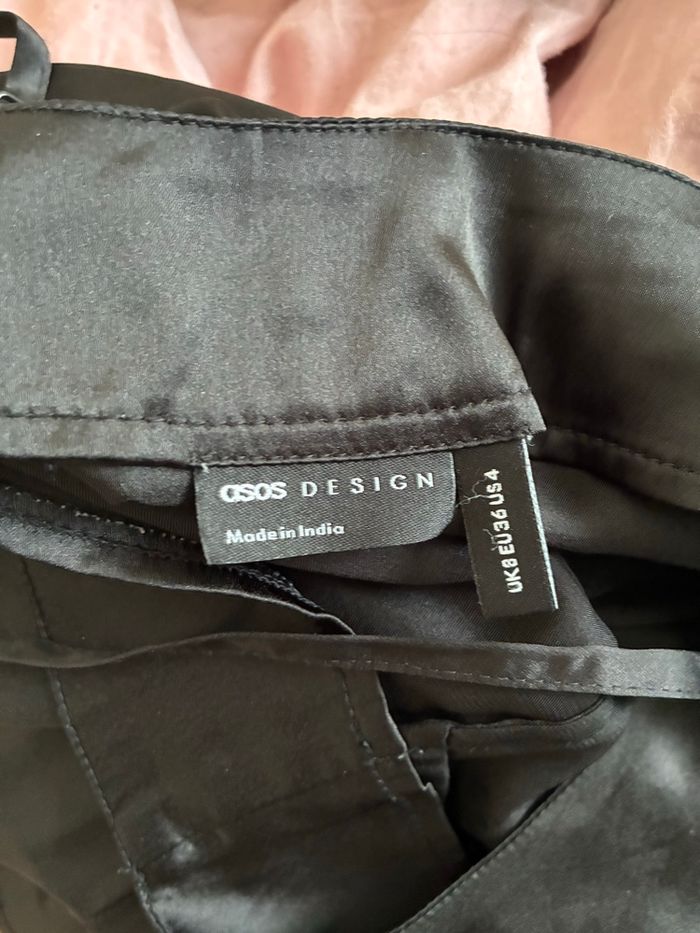 asos DESIGN
Made in India
UK8 EU36 US4